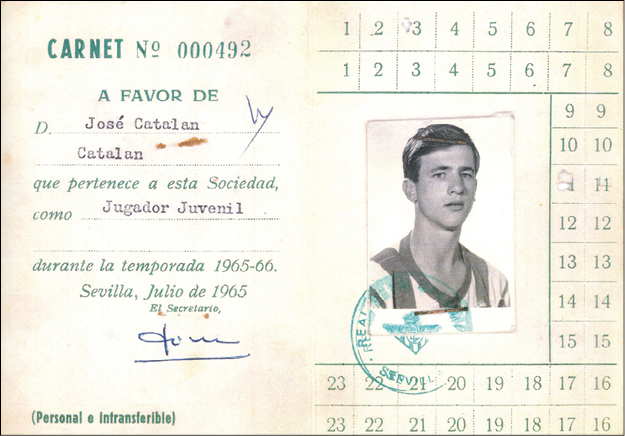 CARNET Nº 000492
A FAVOR DE
D. José Catalan
Catalan
que pertenece a esta Sociedad,
como Jugador Juvenil
durante la temporada 1965-66.
Sevilla, Julio de 1965
El Secretario,
(Personal e intransferible)
1 2 3 4 5 6 7 8
1 2 3 4 5 6 7 8
9 9
10 10
11 11
12 12
13 13
14 14
15 15
23 22 21 20 19 18 17 16
23 22 21 20 19 18 17 16
REAL
SEVILLA